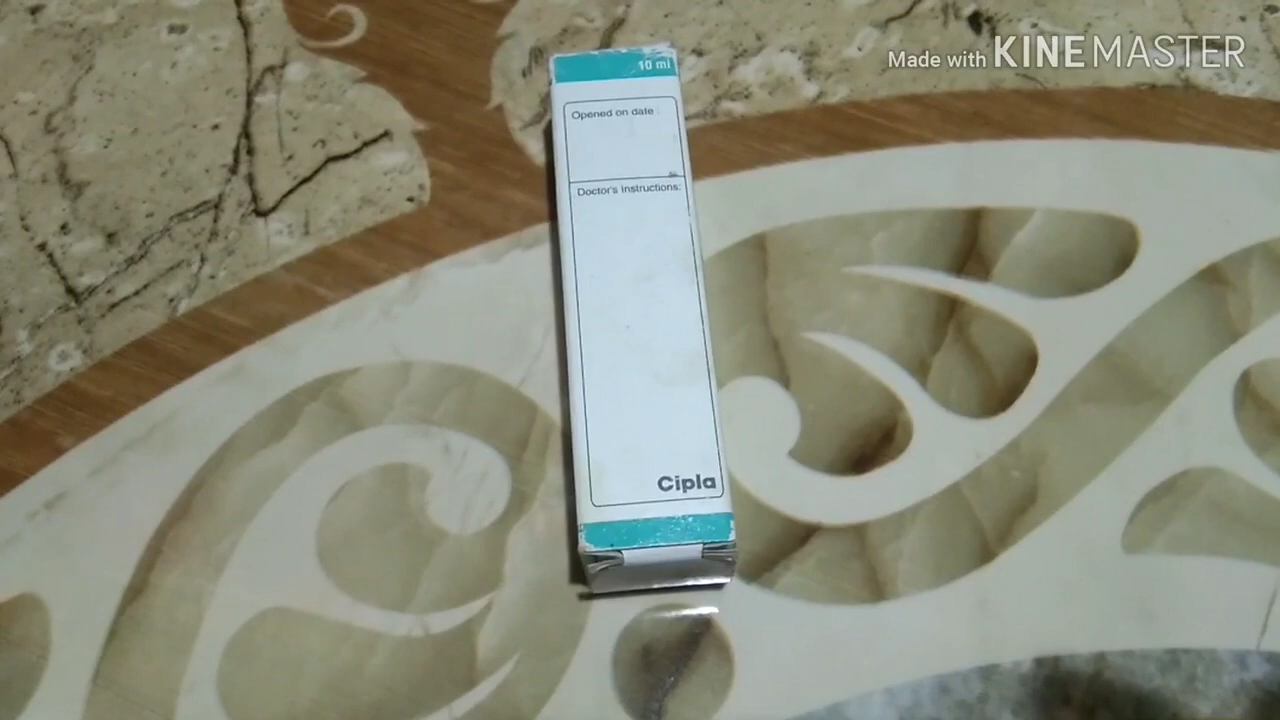 Made with KINEMASTER
10 ml
Opened on date :
Doctor's Instructions:
Cipla